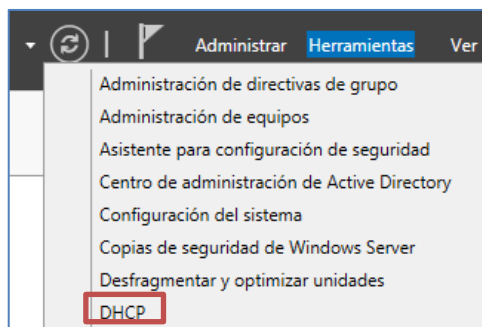 Administrar Herramientas Ver
Administración de directivas de grupo
Administración de equipos
Asistente para configuración de seguridad
Centro de administración de Active Directory
Configuración del sistema
Copias de seguridad de Windows Server
Desfragmentar y optimizar unidades
DHCP